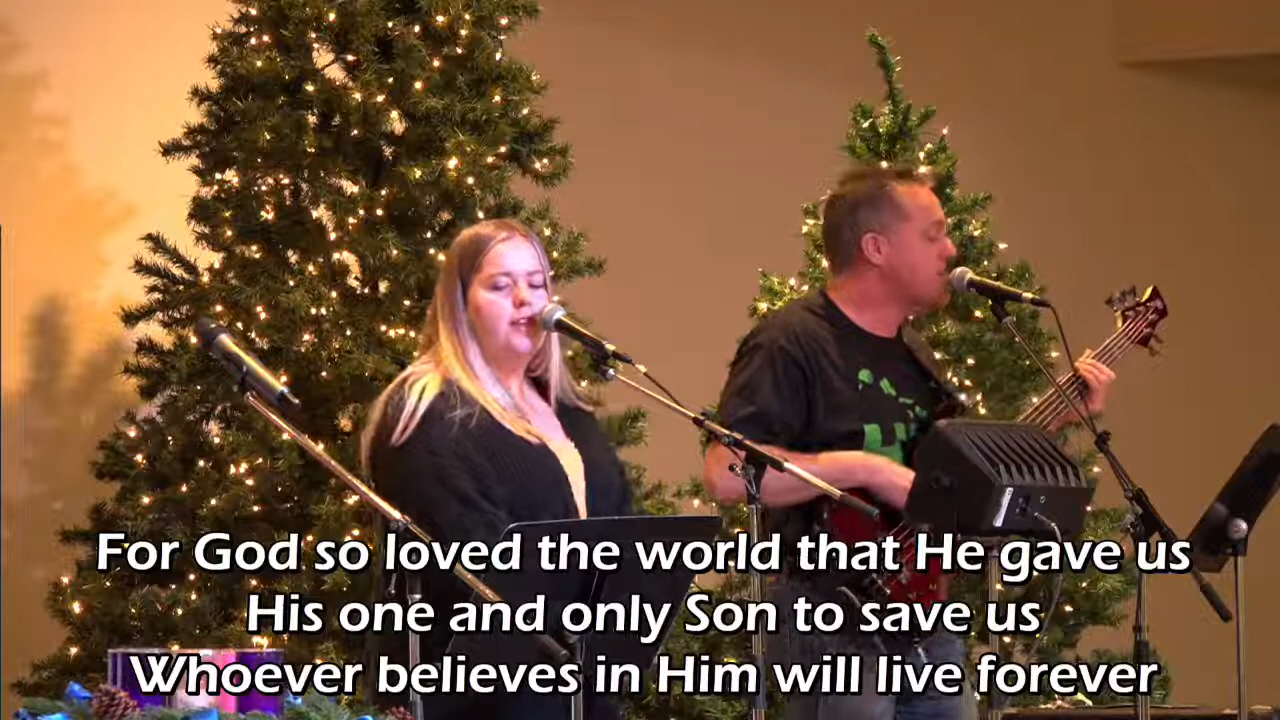 For God so loved the world that He gave us
His one and only Son to save us
Whoever believes in Him will live forever